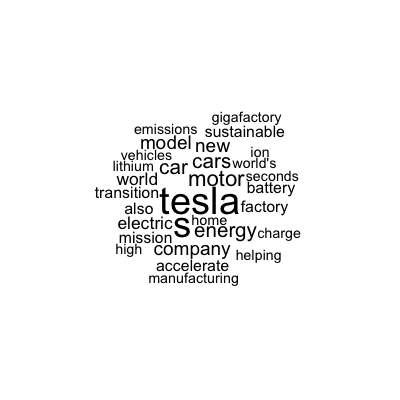 gigafactory
emissions sustainable
model new
vehicles cars ion
lithium car world's
world motor seconds
transition tesla battery
also factory
electric s home
mission energy charge
high company helping
accelerate
manufacturing